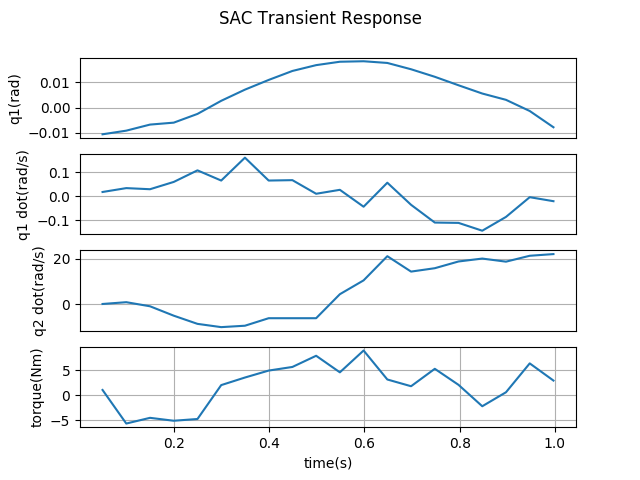 SAC Transient Response
q1(rad)
0.01
0.00
−0.01
q1 dot(rad/s)
0.1
0.0
−0.1
q2 dot(rad/s)
20
0
torque(Nm)
5
0
−5
0.2 0.4 0.6 0.8 1.0
time(s)